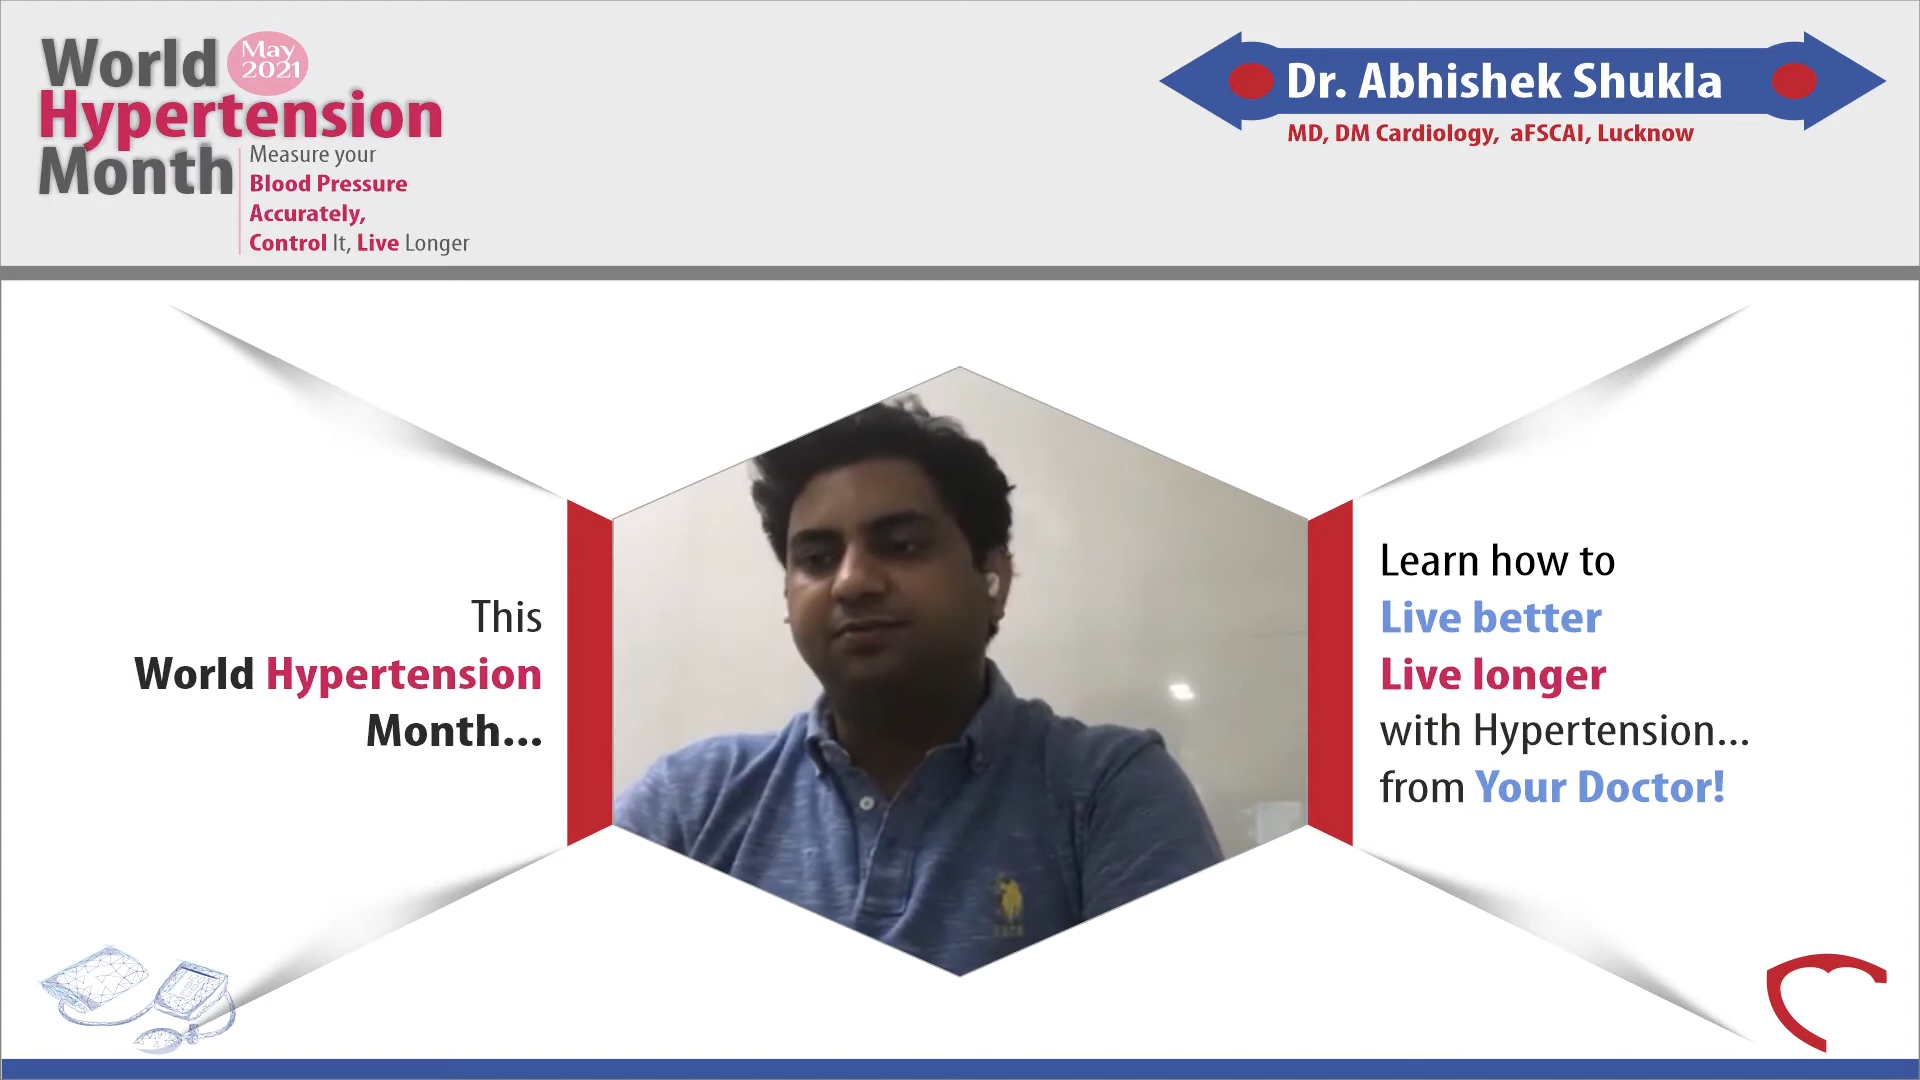 World May
2021
Hypertension
Month
Measure your
Blood Pressure
Accurately,
Control It, Live Longer
Dr. Abhishek Shukla
MD, DM Cardiology, aFSCAI, Lucknow
This
World Hypertension
Month...
Learn how to
Live better
Live longer
with Hypertension...
from Your Doctor!